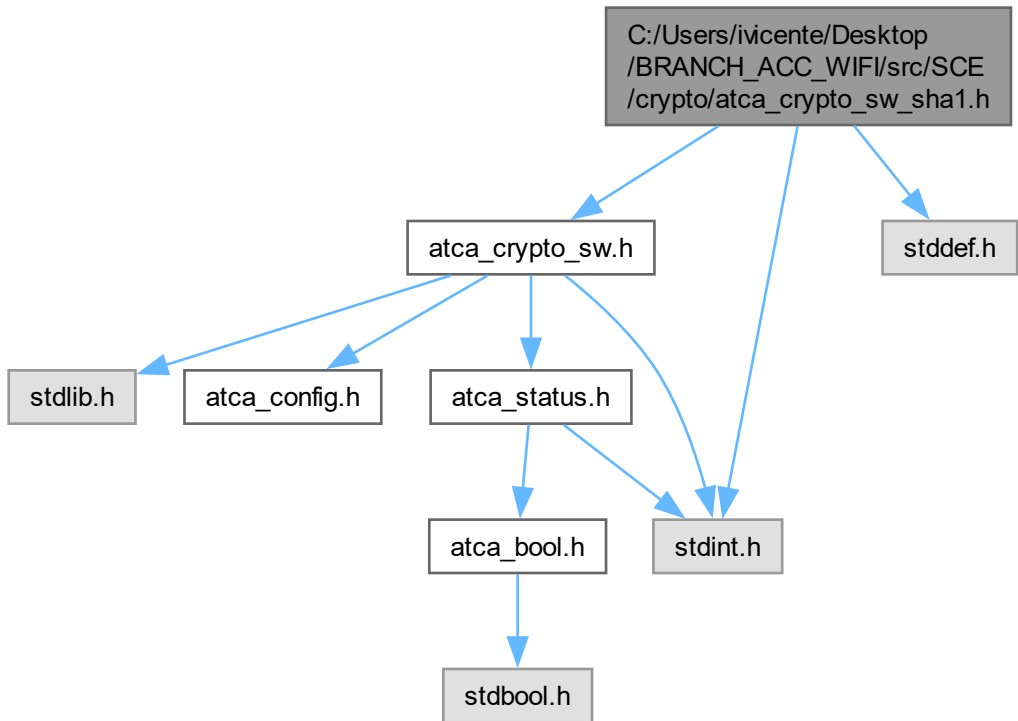 C:/Users/ivicente/Desktop
/BRANCH_ACC_WIFI/src/SCE
/crypto/atca_crypto_sw_sha1.h
atca_crypto_sw.h
stddef.h
stdlib.h
atca_config.h
atca_status.h
atca_bool.h
stdint.h
stdbool.h